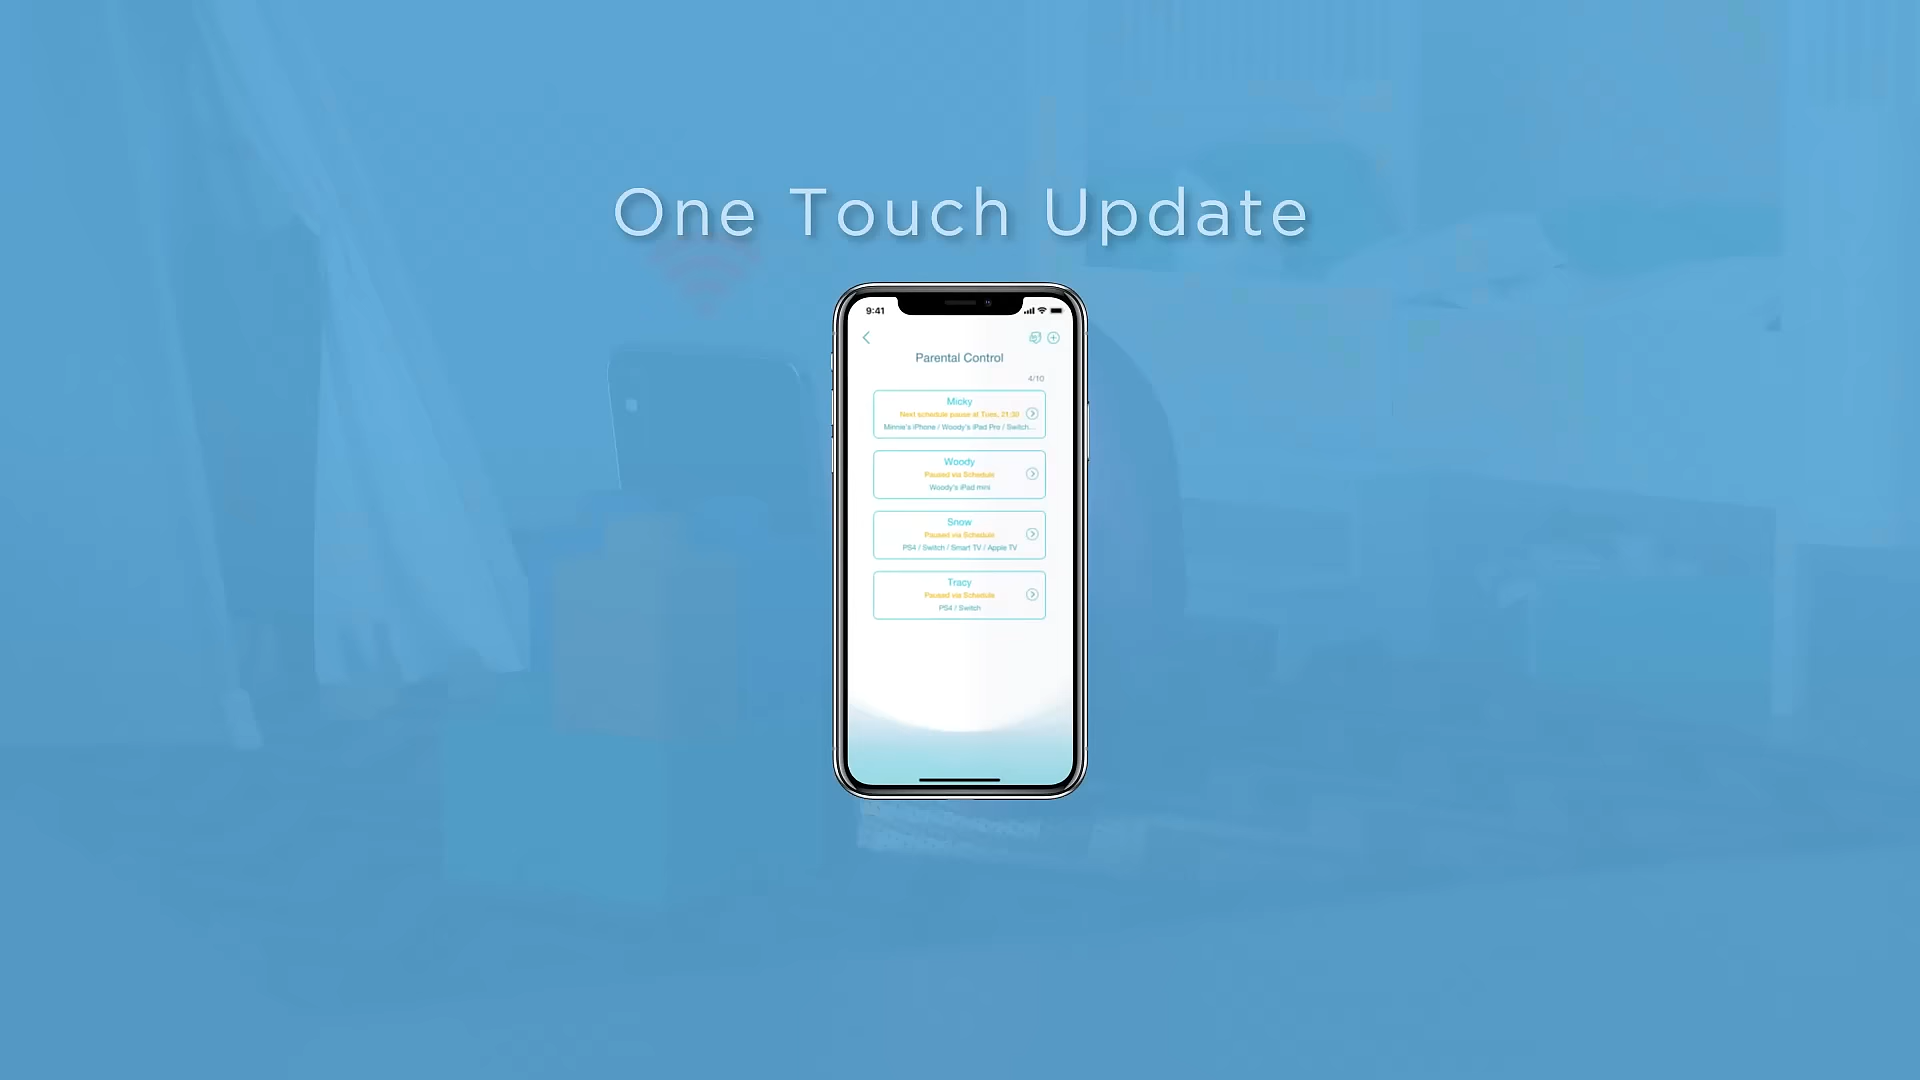 One Touch Update
9:41
Parental Control
4/10
Micky
Next schedule pause at Tues, 21:30
Minnie's iPhone / Woody's iPad Pro / Switch...
Woody
Paused via Schedule
Woody's iPad mini
Snow
Paused via Schedule
PS4 / Switch / Smart TV / Apple TV
Tracy
Paused via Schedule
PS4 / Switch